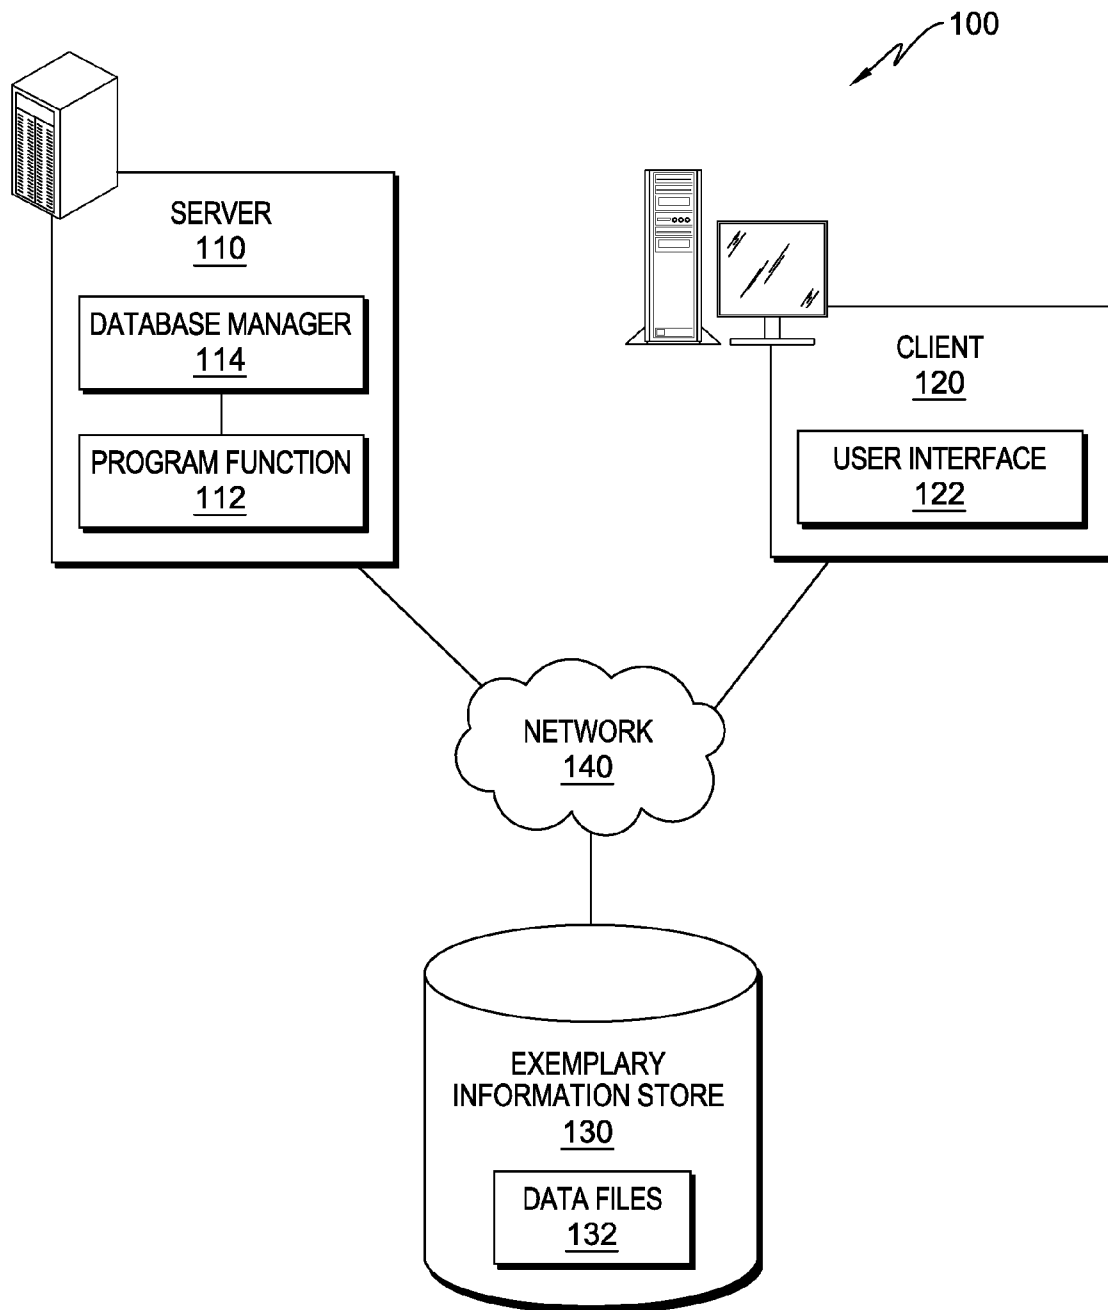 100
SERVER
110
DATABASE MANAGER
114
PROGRAM FUNCTION
112
CLIENT
120
USER INTERFACE
122
NETWORK
140
EXEMPLARY
INFORMATION STORE
130
DATA FILES
132